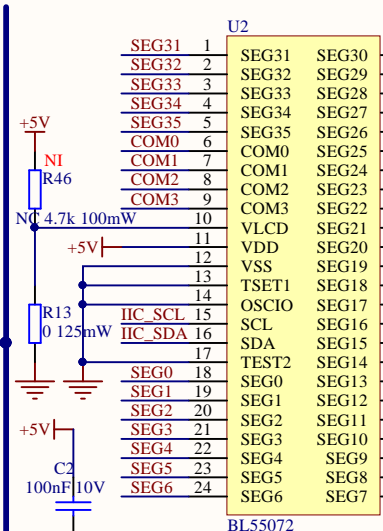 U2
SEG31 1 SEG31 SEG30
SEG32 2 SEG32 SEG29
SEG33 3 SEG33 SEG28
SEG34 4 SEG34 SEG27
SEG35 5 SEG35 SEG26
COM0 6 COM0 SEG25
COM1 7 COM1 SEG24
COM2 8 COM2 SEG23
COM3 9 COM3 SEG22
10 VLCD SEG21
+5V 11 VDD SEG20
12 VSS SEG19
13 TSET1 SEG18
14 OSCIO SEG17
IIC_SCL 15 SCL SEG16
IIC_SDA 16 SDA SEG15
17 TEST2 SEG14
SEG0 18 SEG0 SEG13
SEG1 19 SEG1 SEG12
SEG2 20 SEG2 SEG11
SEG3 21 SEG3 SEG10
SEG4 22 SEG4 SEG9
SEG5 23 SEG5 SEG8
SEG6 24 SEG6 SEG7
BL55072
+5V
NI
R46
NC 4.7k 100mW
R13
0 125mW
+5V
C2
100nF 10V